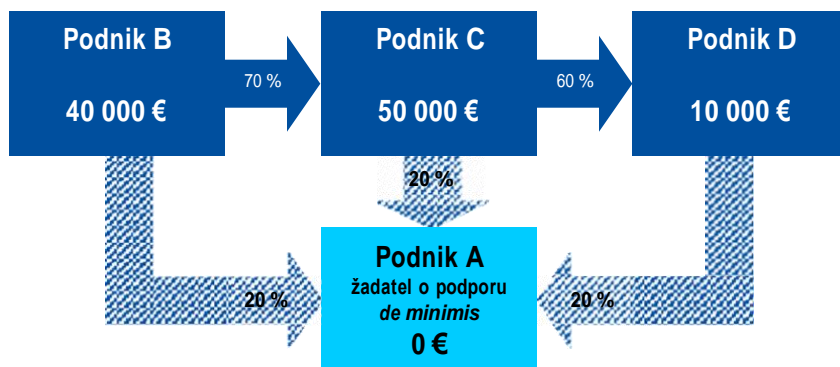 Podnik B
40 000 €
70 %
Podnik C
50 000 €
60 %
Podnik D
10 000 €
20 %
20 %
Podnik A
žadatel o podporu
de minimis
0 €
20 %